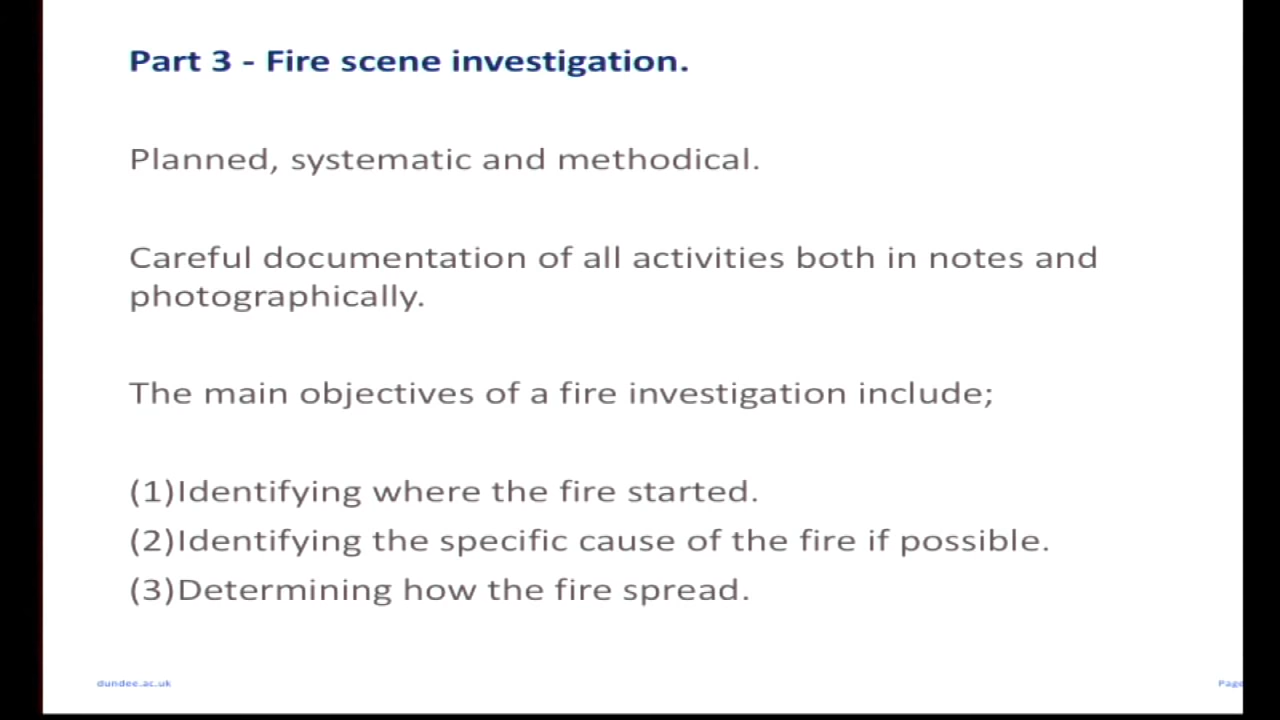 Part 3 - Fire scene investigation.
Planned, systematic and methodical.
Careful documentation of all activities both in notes and
photographically.
The main objectives of a fire investigation include;
(1)Identifying where the fire started.
(2)Identifying the specific cause of the fire if possible.
(3)Determining how the fire spread.
dundee.ac.uk
Page